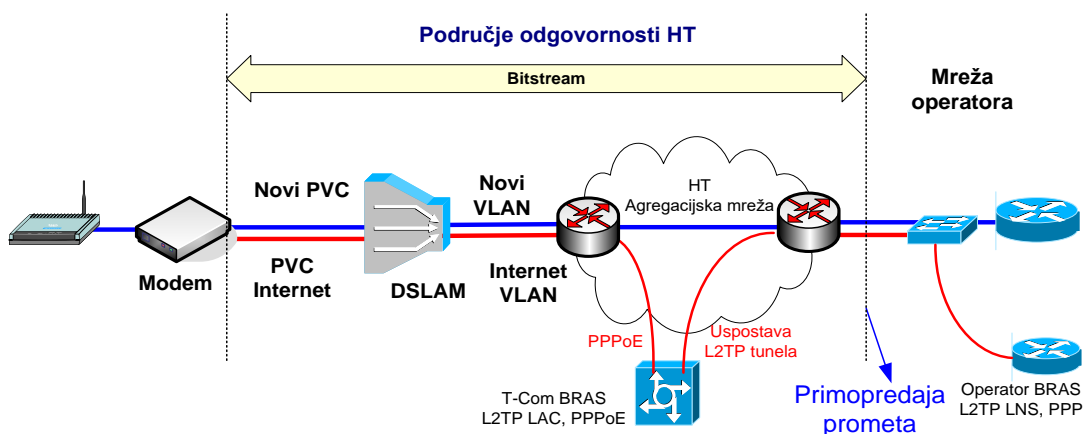 Područje odgovornosti HT
Bitstream
Mreža
operatora
Novi PVC
Novi
VLAN
HT
Agregacijska mreža
Modem
PVC
Internet
DSLAM
Internet
VLAN
PPPoE
Uspostava
L2TP tunela
T-Com BRAS
L2TP LAC, PPPoE
Primopredaja
prometa
Operator BRAS
L2TP LNS, PPP